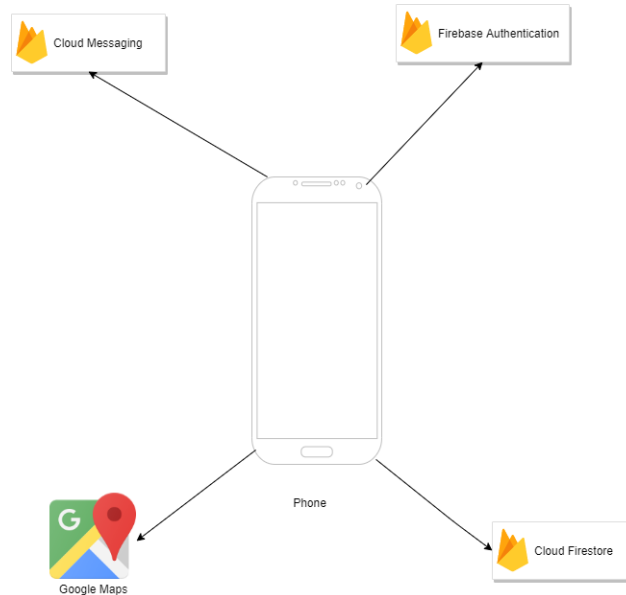 Cloud Messaging
Firebase Authentication
Phone
G
Google Maps
Cloud Firestore